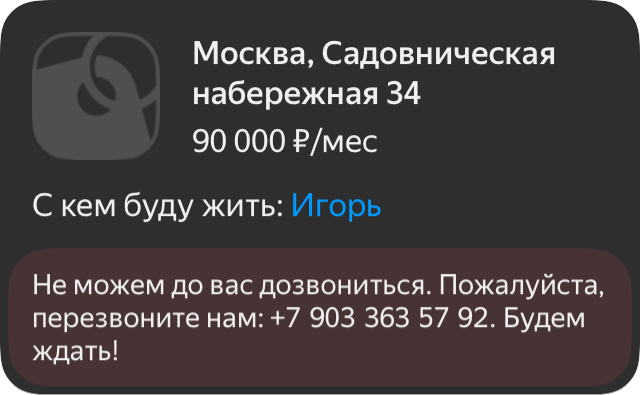 Москва, Садовническая
набережная 34
90 000 ₽/мес
С кем буду жить: Игорь
Не можем до вас дозвониться. Пожалуйста,
перезвоните нам: +7 903 363 57 92. Будем
ждать!